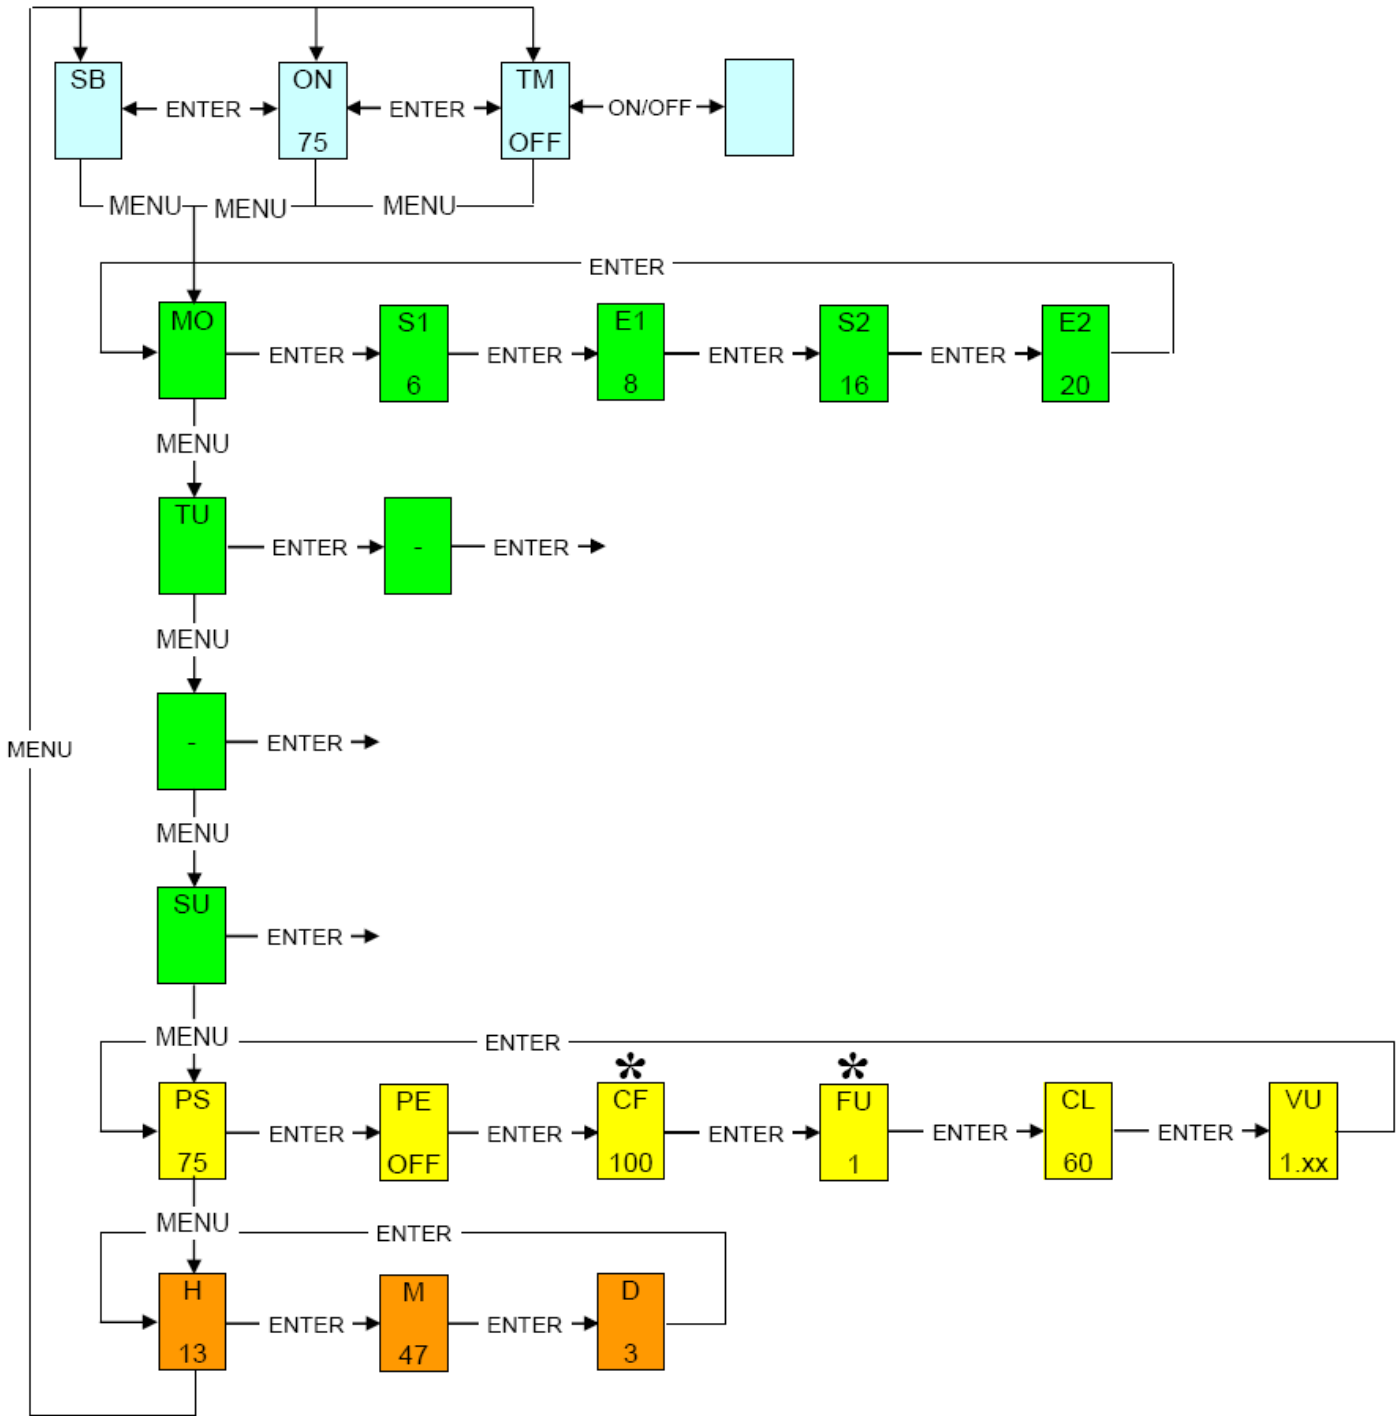 SB
ON
TM
ENTER
ENTER
ON/OFF
75
OFF
MENU
MENU
MENU
ENTER
MO
S1
E1
S2
E2
ENTER
ENTER
ENTER
ENTER
6
8
16
20
MENU
TU
ENTER
-
ENTER
MENU
-
ENTER
MENU
MENU
SU
ENTER
MENU
ENTER
*
*
PS
PE
CF
FU
CL
VU
ENTER
ENTER
ENTER
ENTER
ENTER
75
OFF
100
1
60
1.xx
MENU
ENTER
H
M
D
ENTER
ENTER
13
47
3